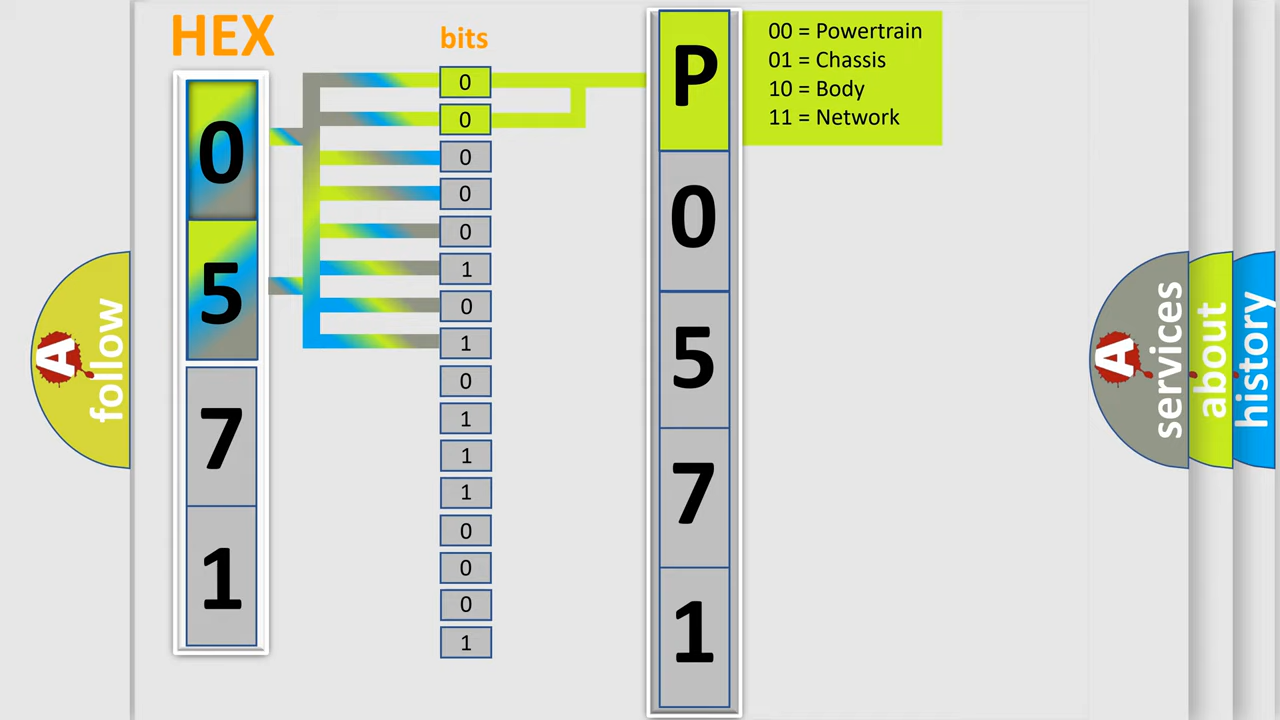 HEX
bits
0
5
7
1
0
0
0
0
0
1
0
1
0
1
1
1
0
0
0
1
P
0
5
7
1
00 = Powertrain
01 = Chassis
10 = Body
11 = Network
A
follow
A
services
about
history